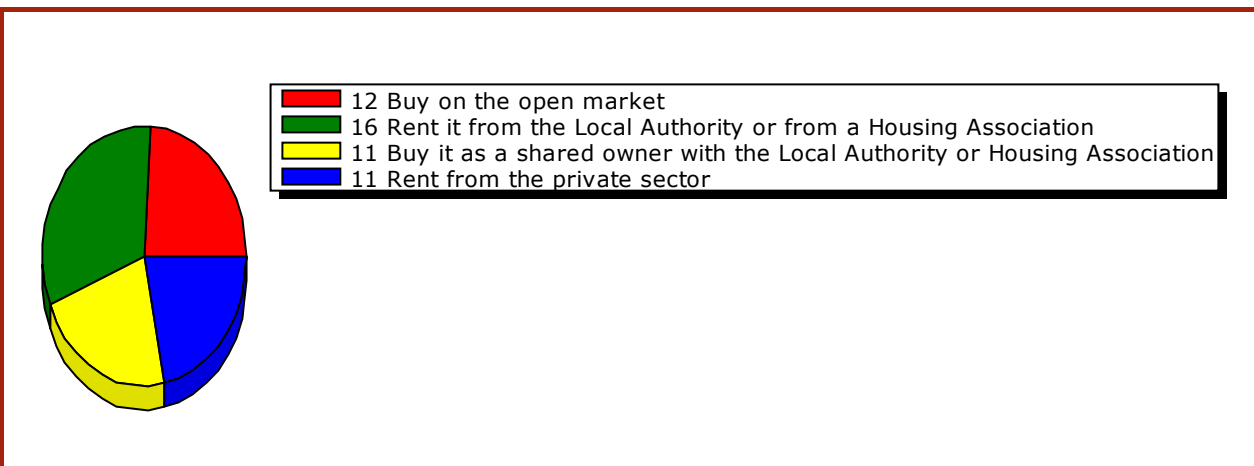 12 Buy on the open market
16 Rent it from the Local Authority or from a Housing Association
11 Buy it as a shared owner with the Local Authority or Housing Association
11 Rent from the private sector